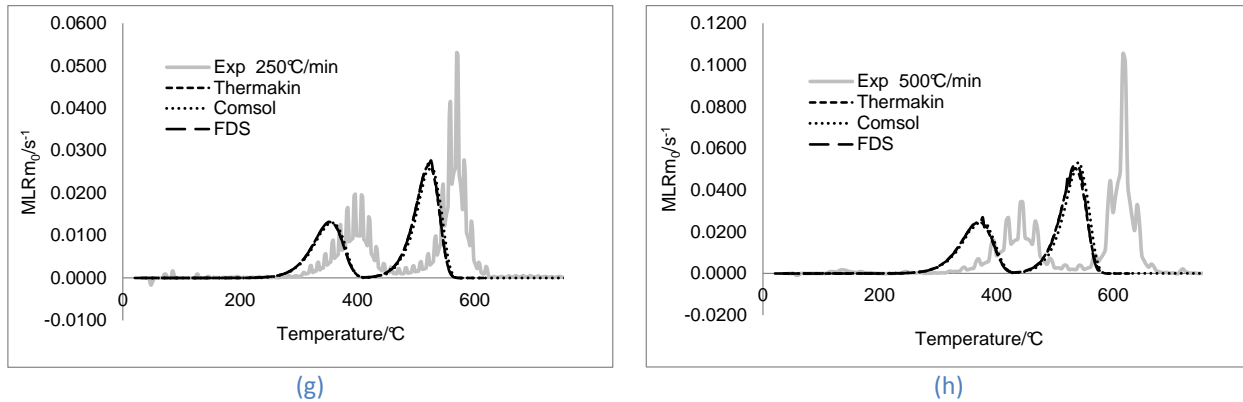 0.0600
0.0500
0.0400
0.0300
0.0200
0.0100
0.0000
-0.0100
MLRm₀/s⁻¹
Exp 250℃/min
Thermakin
Comsol
FDS
0 200 400 600
Temperature/℃
(g)
0.1200
0.1000
0.0800
0.0600
0.0400
0.0200
0.0000
-0.0200
MLRm₀/s⁻¹
Exp 500℃/min
Thermakin
Comsol
FDS
0 200 400 600
Temperature/℃
(h)